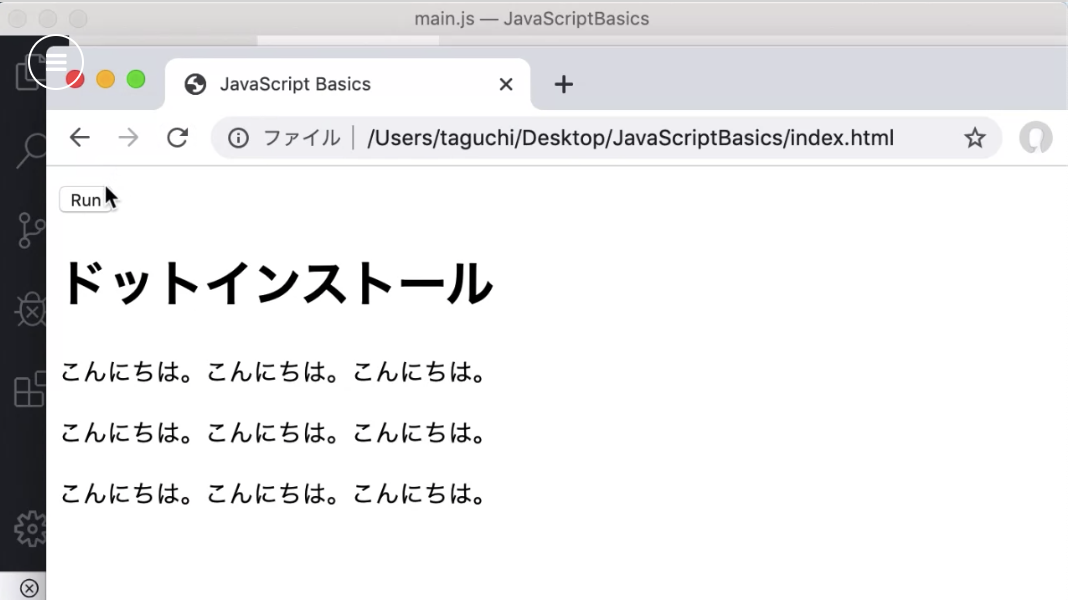 main.js — JavaScriptBasics
JavaScript Basics
ファイル /Users/taguchi/Desktop/JavaScriptBasics/index.html
Run
ドットインストール
こんにちは。こんにちは。こんにちは。
こんにちは。こんにちは。こんにちは。
こんにちは。こんにちは。こんにちは。